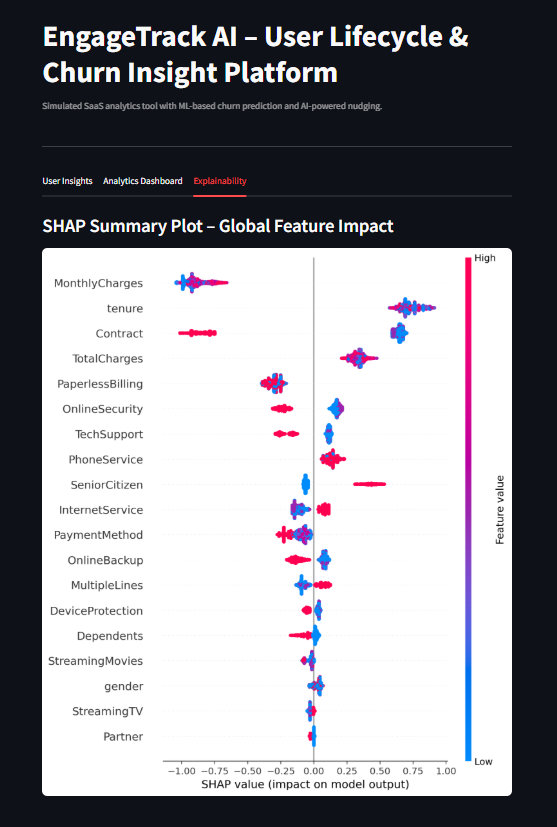 EngageTrack AI – User Lifecycle &
Churn Insight Platform
Simulated SaaS analytics tool with ML-based churn prediction and AI-powered nudging.
User Insights Analytics Dashboard Explainability
SHAP Summary Plot – Global Feature Impact
High
MonthlyCharges
tenure
Contract
TotalCharges
PaperlessBilling
OnlineSecurity
TechSupport
PhoneService
SeniorCitizen
InternetService
PaymentMethod
OnlineBackup
MultipleLines
DeviceProtection
Dependents
StreamingMovies
gender
StreamingTV
Partner
Feature value
Low
−1.00 −0.75 −0.50 −0.25 0.00 0.25 0.50 0.75 1.00
SHAP value (impact on model output)